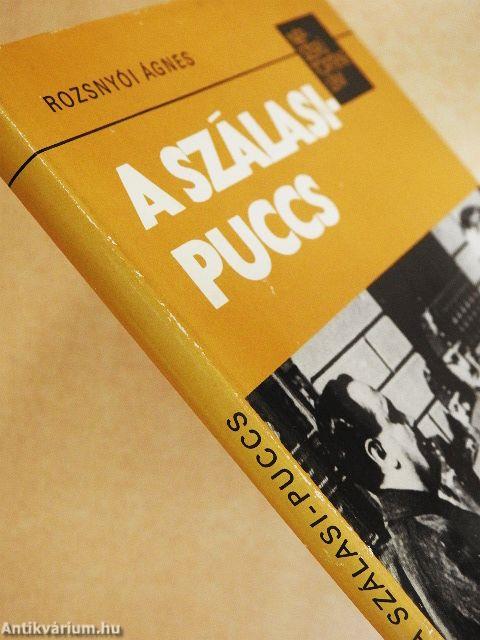 ROZSNYÓI ÁGNES
A SZÁLASI-
PUCCS
A SZÁLASI-PUCCS
Antikvárium.hu